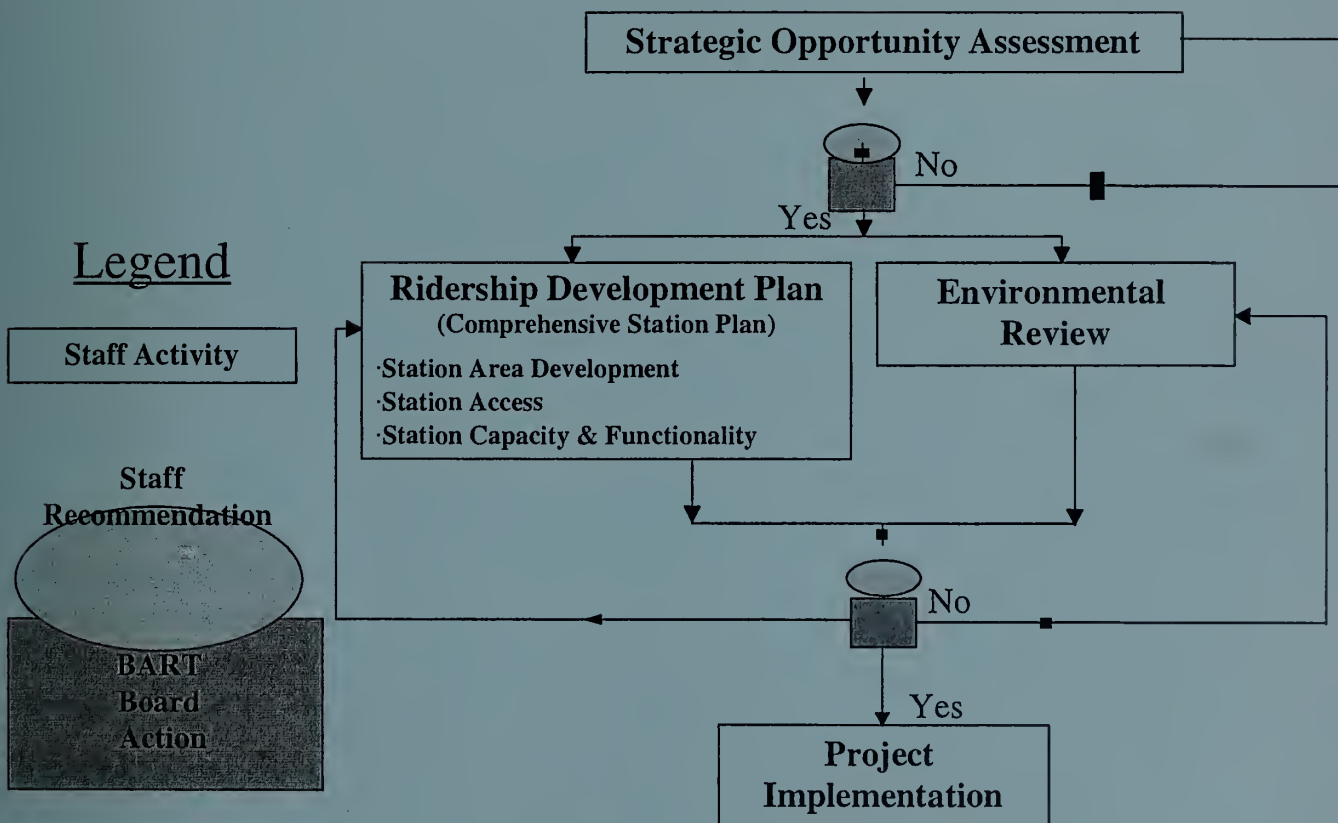 Strategic Opportunity Assessment
No
Yes
Legend
Staff Activity
Staff
Recommendation
BART
Board
Action
Ridership Development Plan
(Comprehensive Station Plan)
·Station Area Development
·Station Access
·Station Capacity & Functionality
Environmental
Review
No
Yes
Project
Implementation